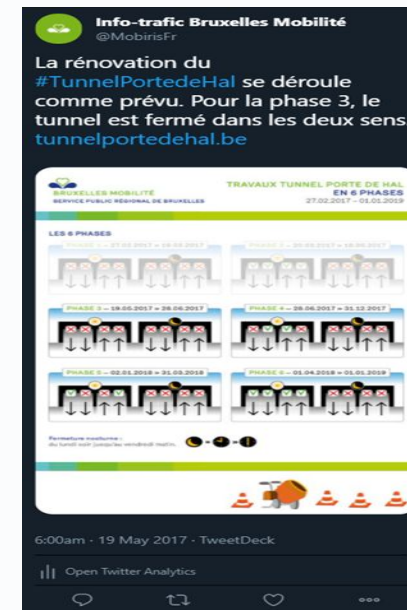 Info-trafic Bruxelles Mobilité
@MobirisFr
La rénovation du
#TunnelPortedeHal se déroule
comme prévu. Pour la phase 3, le
tunnel est fermé dans les deux sens.
tunnelportedehal.be
BRUXELLES MOBILITÉ
SERVICE PUBLIC RÉGIONAL DE BRUXELLES
TRAVAUX TUNNEL PORTE DE HAL
EN 6 PHASES
27.02.2017 – 01.01.2019
LES 6 PHASES
PHASE 3 – 19.05.2017 > 28.06.2017
PHASE 4 – 28.06.2017 > 31.12.2017
PHASE 5 – 02.01.2018 > 31.03.2018
PHASE 6 – 01.04.2018 > 01.01.2019
Fermeture nocturne :
du lundi soir jusqu'au vendredi matin.
6:00am · 19 May 2017 · TweetDeck
Open Twitter Analytics